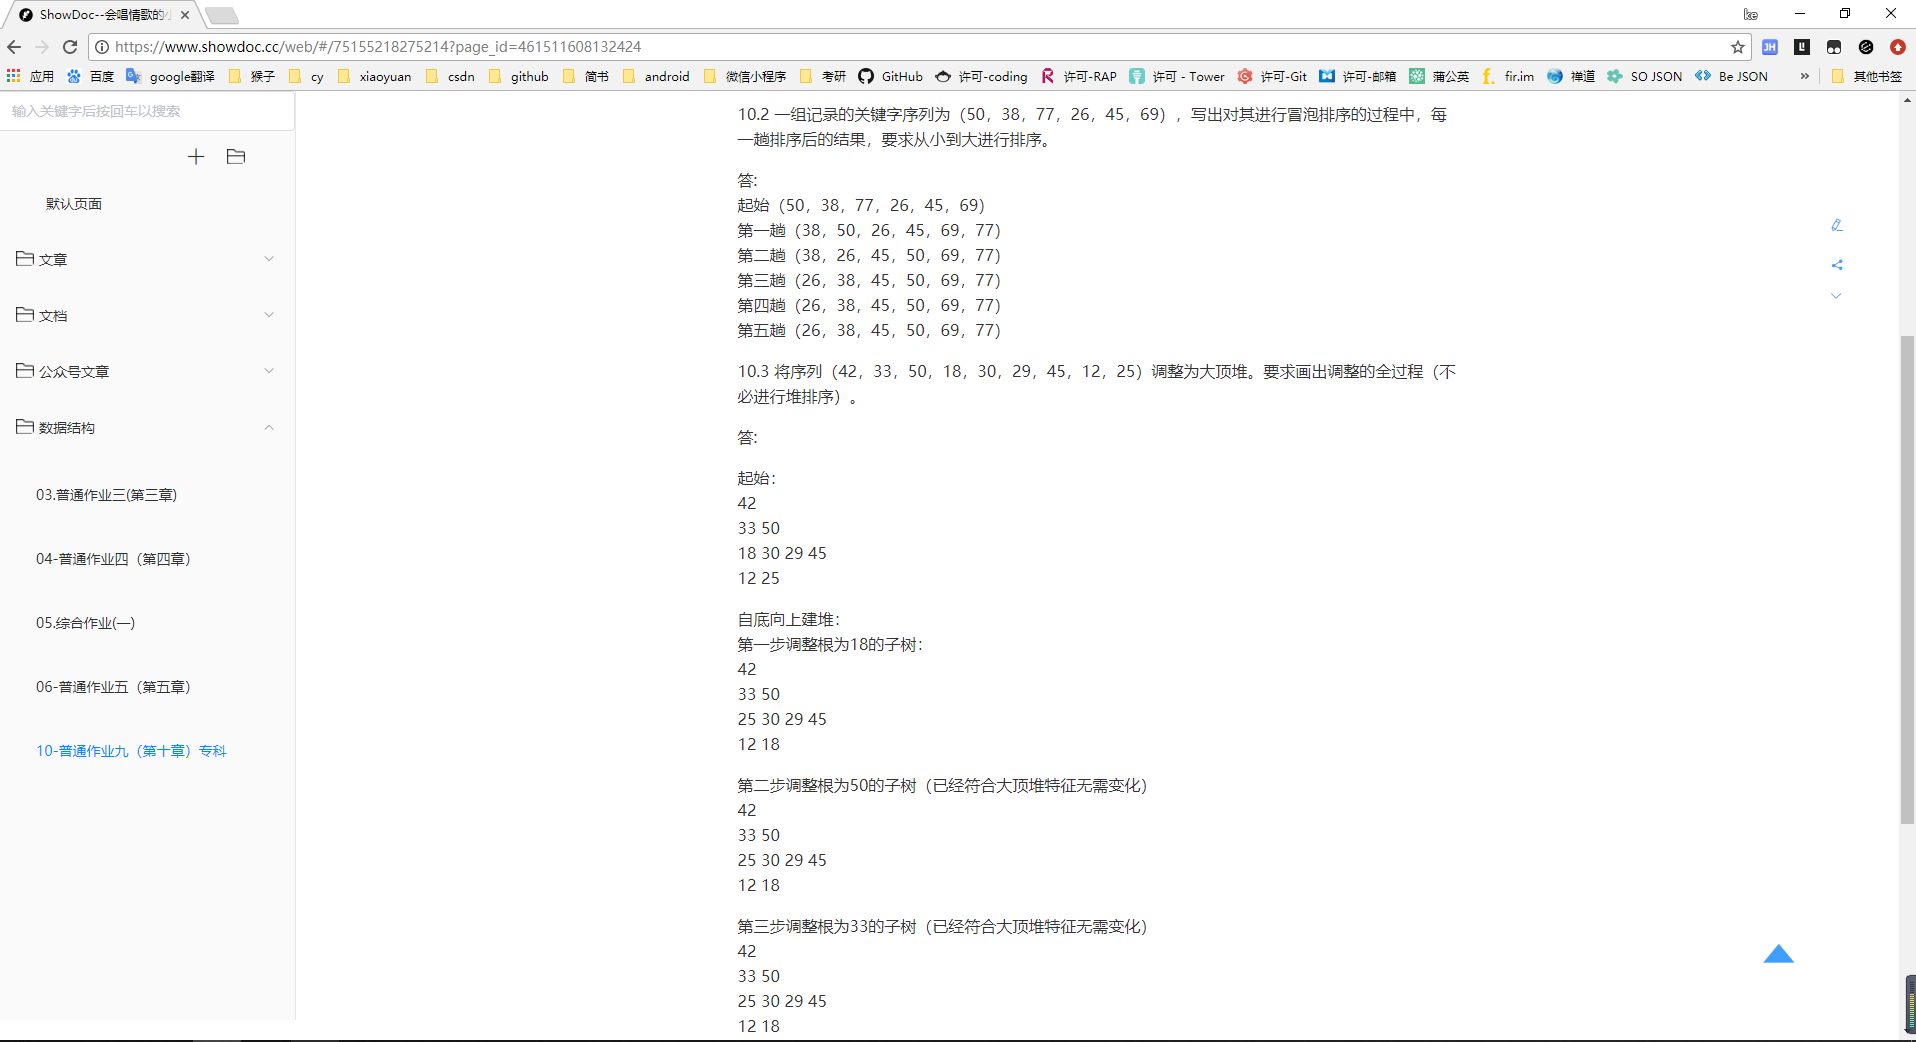 ShowDoc--会唱情歌的小
https://www.showdoc.cc/web/#/75155218275214?page_id=461511608132424
JH
应用 百度 google翻译 猴子 cy xiaoyuan csdn github 简书 android 微信小程序 考研 GitHub 许可-coding 许可-RAP 许可 - Tower 许可-Git 许可-邮箱 蒲公英 fir.im 禅道 SO JSON Be JSON » 其他书签
输入关键字后按回车以搜索
默认页面
文章
文档
公众号文章
数据结构
03.普通作业三(第三章)
04-普通作业四（第四章）
05.综合作业(一)
06-普通作业五（第五章）
10-普通作业九（第十章）专科
10.2 一组记录的关键字序列为（50，38，77，26，45，69），写出对其进行冒泡排序的过程中，每
一趟排序后的结果，要求从小到大进行排序。
答:
起始（50，38，77，26，45，69）
第一趟（38，50，26，45，69，77）
第二趟（38，26，45，50，69，77）
第三趟（26，38，45，50，69，77）
第四趟（26，38，45，50，69，77）
第五趟（26，38，45，50，69，77）
10.3 将序列（42，33，50，18，30，29，45，12，25）调整为大顶堆。要求画出调整的全过程（不
必进行堆排序）。
答:
起始：
42
33 50
18 30 29 45
12 25
自底向上建堆：
第一步调整根为18的子树：
42
33 50
25 30 29 45
12 18
第二步调整根为50的子树（已经符合大顶堆特征无需变化）
42
33 50
25 30 29 45
12 18
第三步调整根为33的子树（已经符合大顶堆特征无需变化）
42
33 50
25 30 29 45
12 18